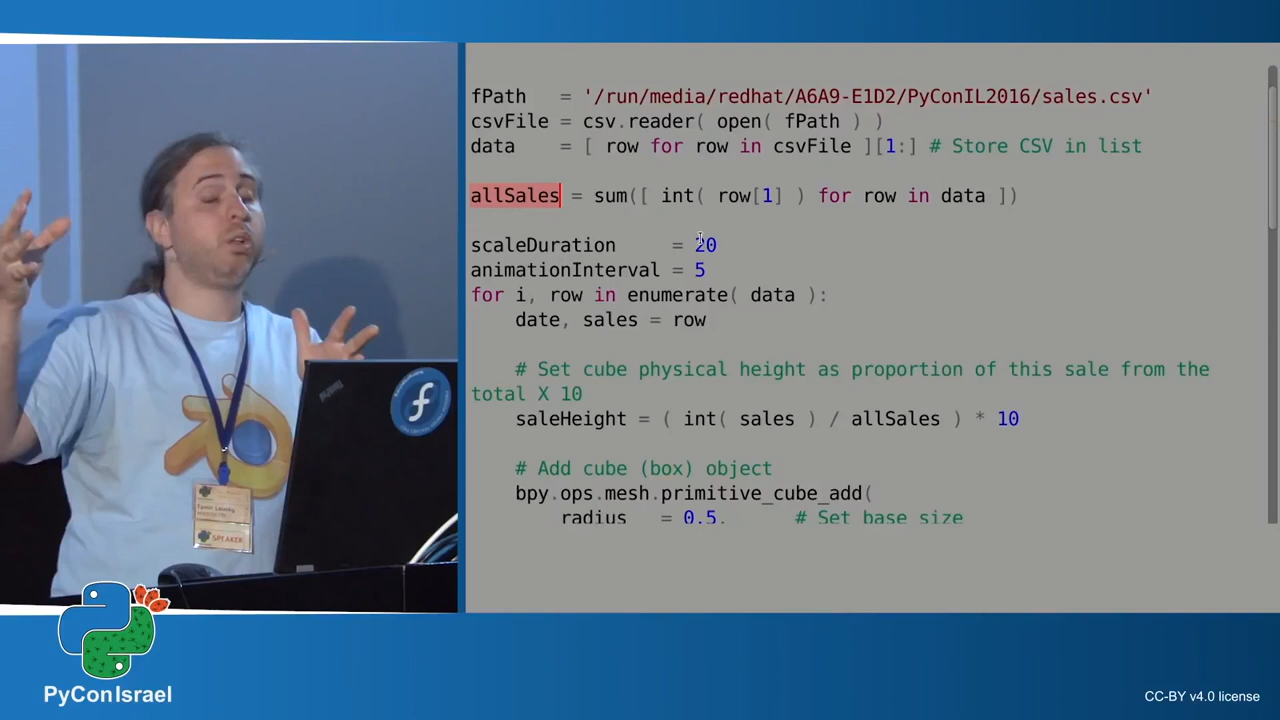 fPath = '/run/media/redhat/A6A9-E1D2/PyConIL2016/sales.csv'
csvFile = csv.reader( open( fPath ) )
data = [ row for row in csvFile ][1:] # Store CSV in list
allSales = sum([ int( row[1] ) for row in data ])
scaleDuration = 20
animationInterval = 5
for i, row in enumerate( data ):
date, sales = row
# Set cube physical height as proportion of this sale from the
total X 10
saleHeight = ( int( sales ) / allSales ) * 10
# Add cube (box) object
bpy.ops.mesh.primitive_cube_add(
radius = 0.5, # Set base size
ThinkPad
Tamir Lousky
SPEAKER
PyConIsrael
CC-BY v4.0 license